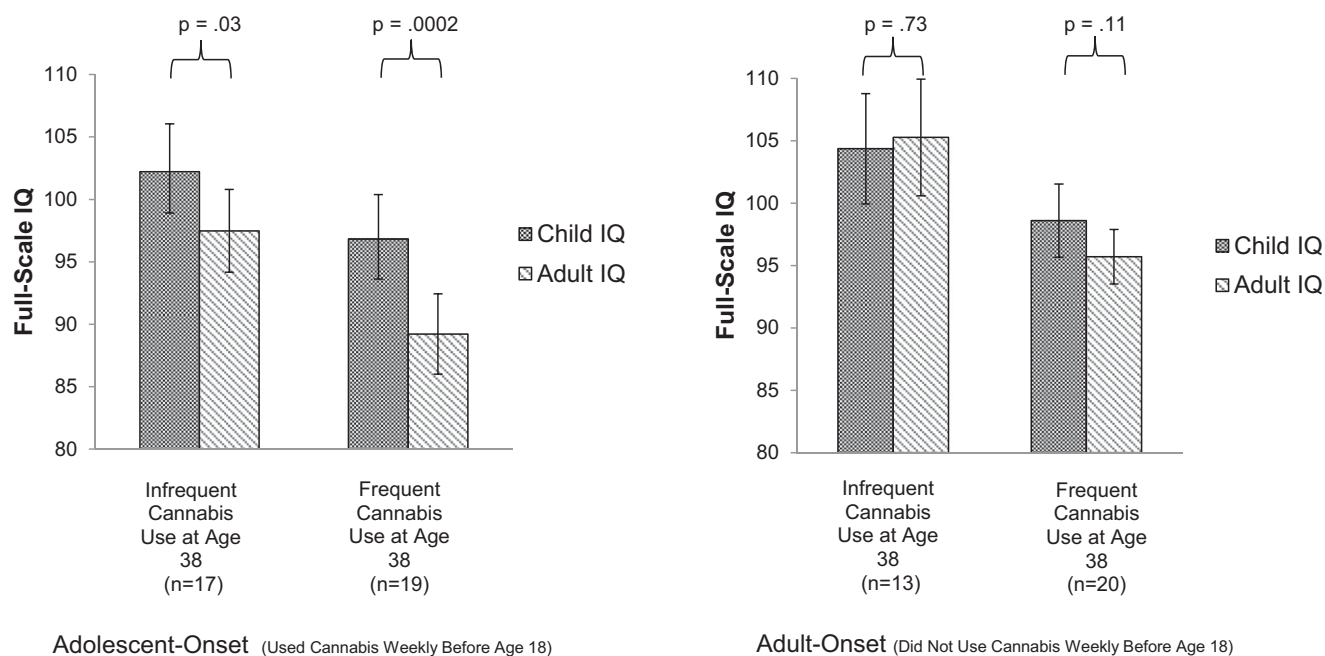 p = .03
p = .0002
110
105
100
95
90
85
80
Full-Scale IQ
Child IQ
Adult IQ
Infrequent
Cannabis
Use at Age
38
(n=17)
Frequent
Cannabis
Use at Age
38
(n=19)
Adolescent-Onset (Used Cannabis Weekly Before Age 18)
p = .73
p = .11
110
105
100
95
90
85
80
Full-Scale IQ
Child IQ
Adult IQ
Infrequent
Cannabis
Use at Age
38
(n=13)
Frequent
Cannabis
Use at Age
38
(n=20)
Adult-Onset (Did Not Use Cannabis Weekly Before Age 18)